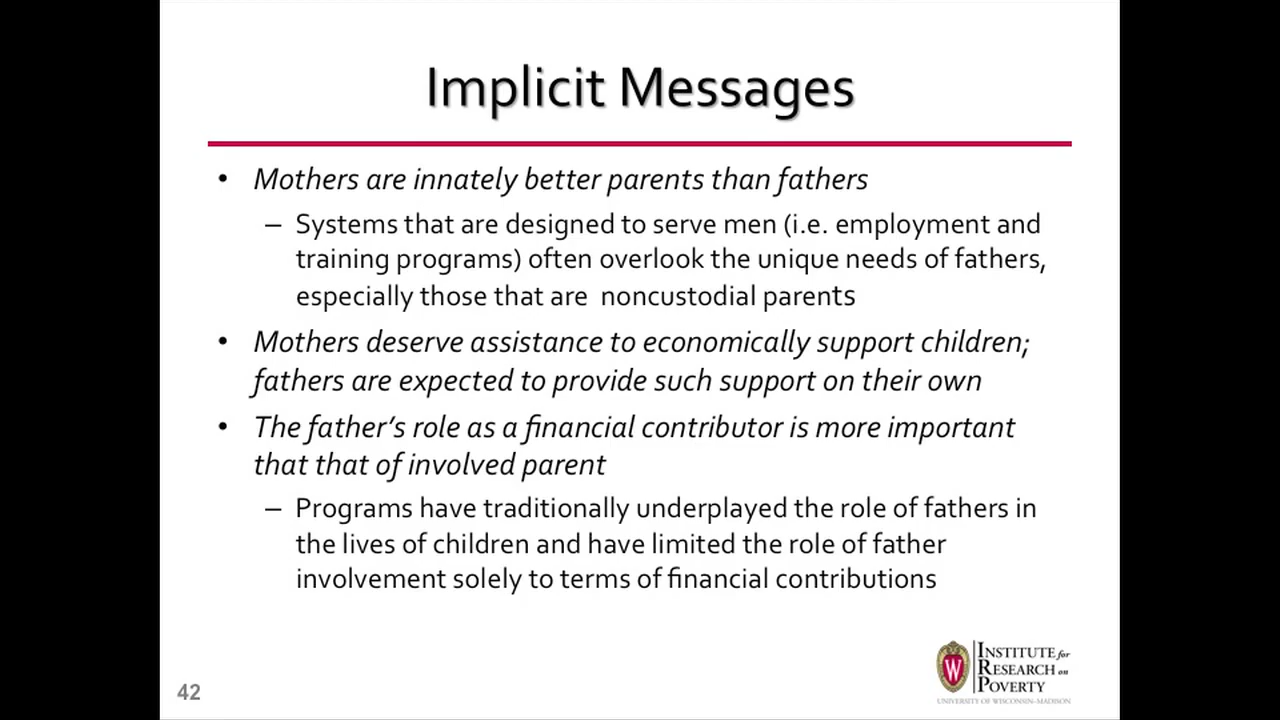 Implicit Messages
• Mothers are innately better parents than fathers
– Systems that are designed to serve men (i.e. employment and
training programs) often overlook the unique needs of fathers,
especially those that are  noncustodial parents
• Mothers deserve assistance to economically support children;
fathers are expected to provide such support on their own
• The father’s role as a financial contributor is more important
that that of involved parent
– Programs have traditionally underplayed the role of fathers in
the lives of children and have limited the role of father
involvement solely to terms of financial contributions
42
W
INSTITUTE for
RESEARCH on
POVERTY
UNIVERSITY OF WISCONSIN–MADISON